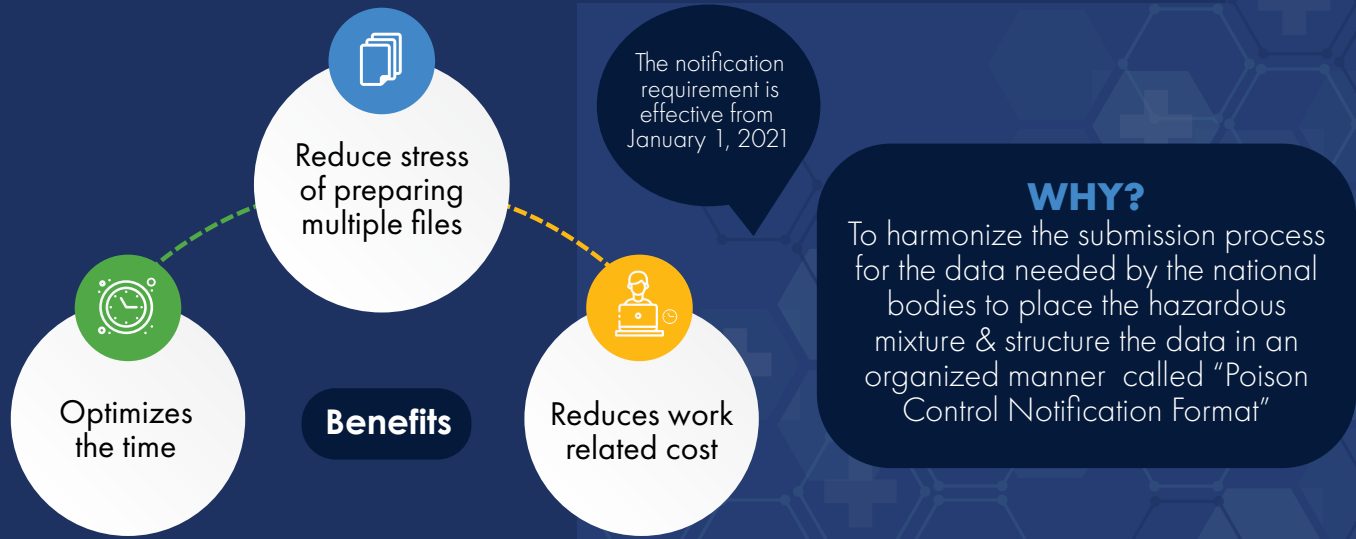 Reduce stress
of preparing
multiple files
Optimizes
the time
Benefits
Reduces work
related cost
The notification
requirement is
effective from
January 1, 2021
WHY?
To harmonize the submission process
for the data needed by the national
bodies to place the hazardous
mixture & structure the data in an
organized manner called “Poison
Control Notification Format”